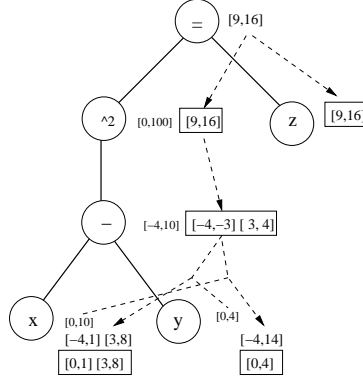 = [9,16]
^2 [0,100] [9,16] z [9,16]
− [−4,10] [−4,−3] [ 3, 4]
x [0,10] y [0,4]
[−4,1] [3,8] [−4,14]
[0,1] [3,8] [0,4]